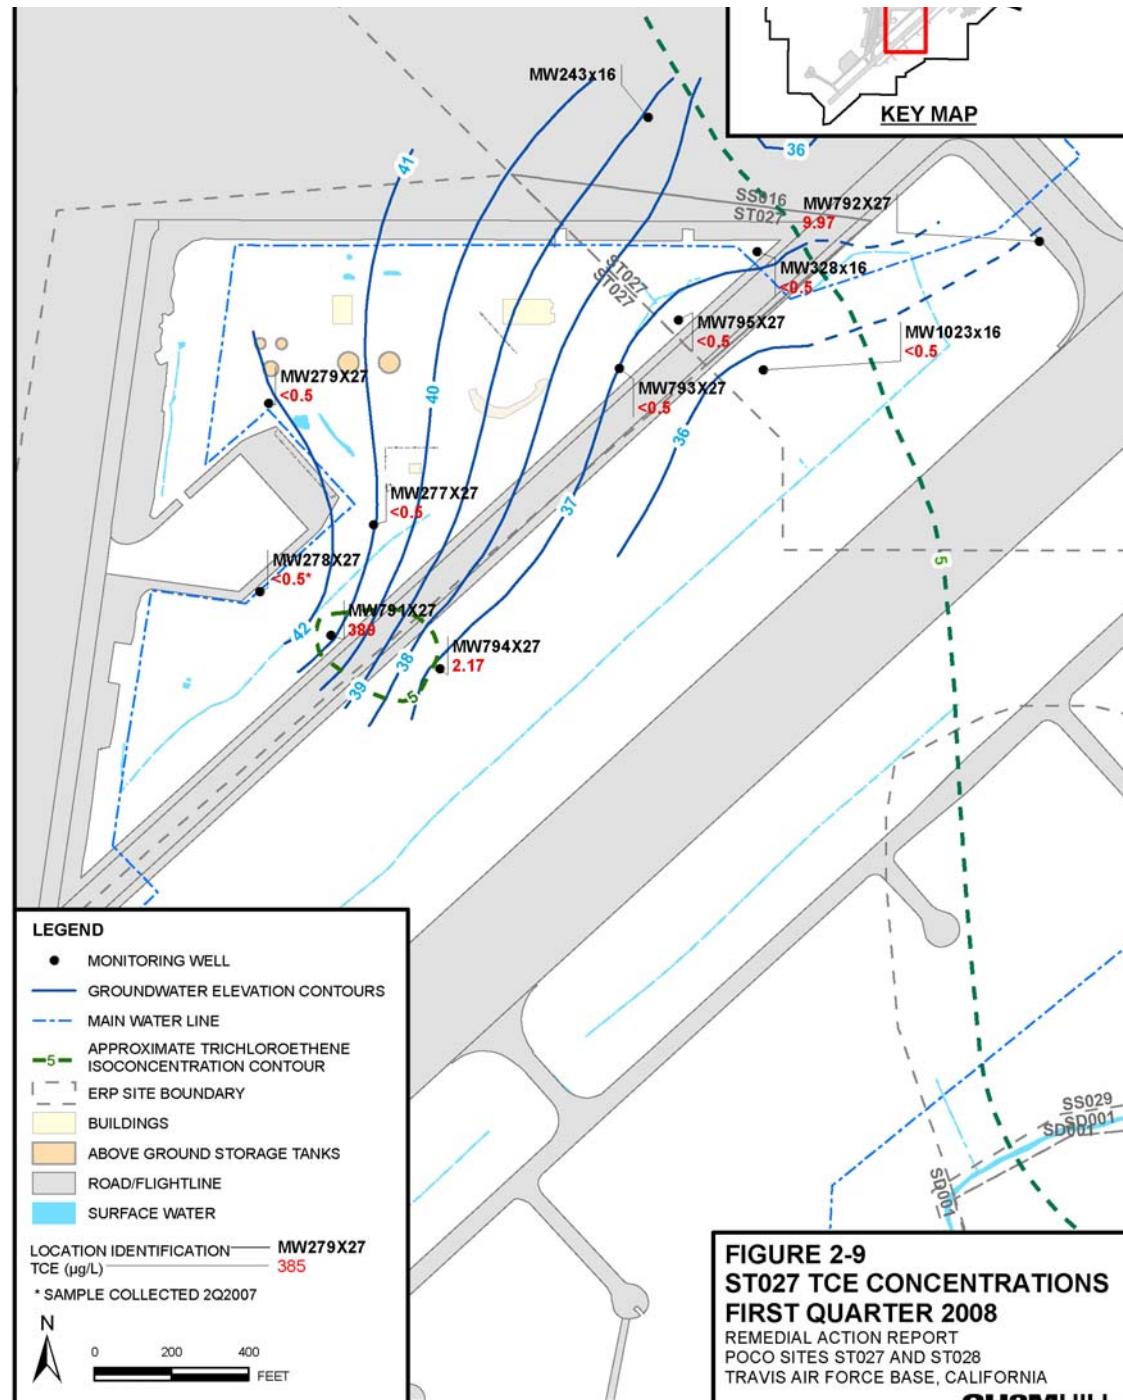 MW243x16
KEY MAP
36
41
SS016
ST027
MW792X27
9.97
ST027
ST027
MW328x16
<0.5
MW795X27
<0.5
MW1023x16
<0.5
MW279X27
<0.5
MW793X27
<0.5
40
36
MW277X27
<0.5
37
MW278X27
<0.5*
5
MW791X27
389
42
MW794X27
2.17
38
39
5
LEGEND
MONITORING WELL
GROUNDWATER ELEVATION CONTOURS
MAIN WATER LINE
5
APPROXIMATE TRICHLOROETHENE
ISOCONCENTRATION CONTOUR
ERP SITE BOUNDARY
BUILDINGS
ABOVE GROUND STORAGE TANKS
ROAD/FLIGHTLINE
SURFACE WATER
LOCATION IDENTIFICATION MW279X27
TCE (µg/L) 385
* SAMPLE COLLECTED 2Q2007
N
0 200 400
FEET
SS029
SD001
SD001
SD001
FIGURE 2-9
ST027 TCE CONCENTRATIONS
FIRST QUARTER 2008
REMEDIAL ACTION REPORT
POCO SITES ST027 AND ST028
TRAVIS AIR FORCE BASE, CALIFORNIA